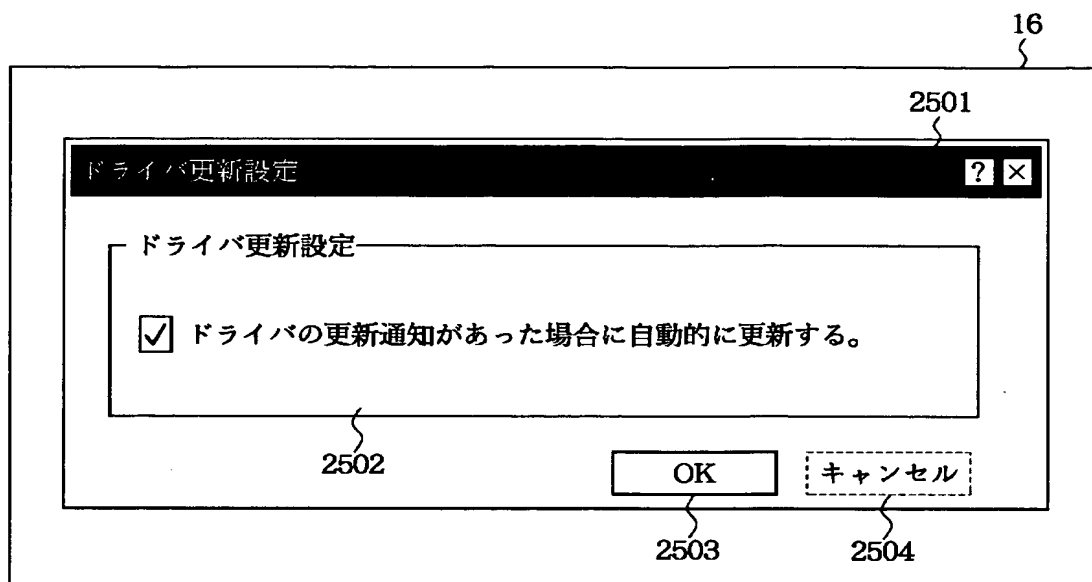 16
2501
ドライバ更新設定 ? ×
ドライバ更新設定
ドライバの更新通知があった場合に自動的に更新する。
2502
OK キャンセル
2503 2504